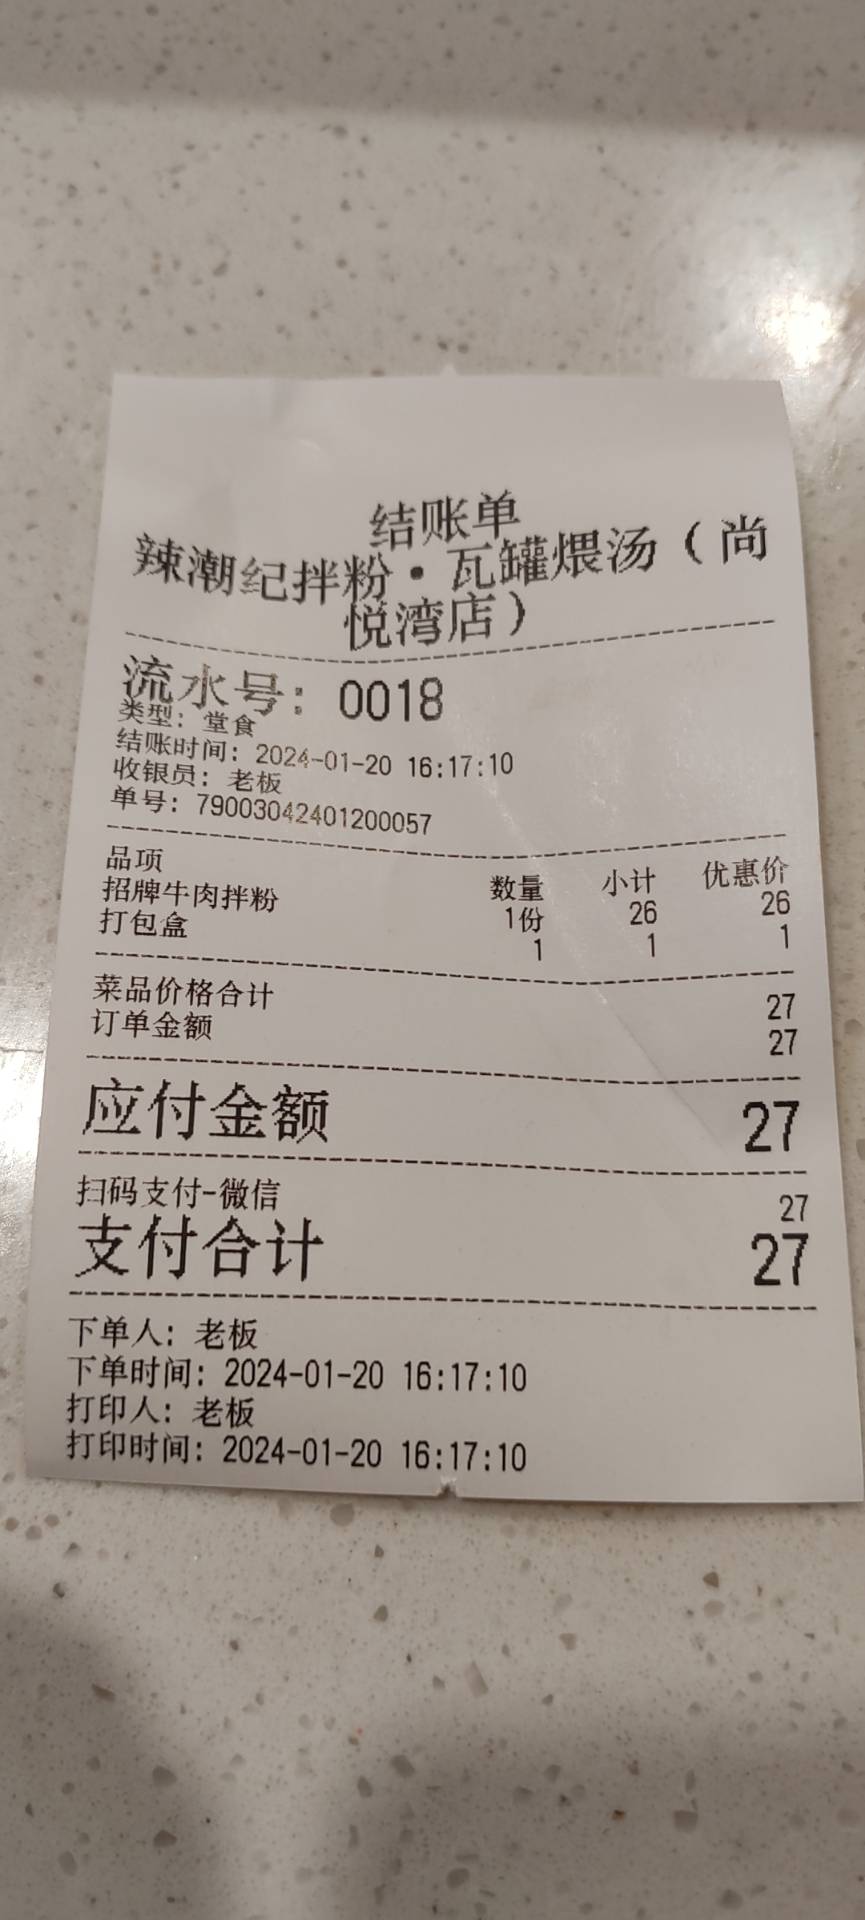 结账单
辣潮纪拌粉·瓦罐煨汤（尚
悦湾店）
流水号：0018
类型：堂食
结账时间：2024-01-20 16:17:10
收银员：老板
单号：79003042401200057
品项 数量 小计 优惠价
招牌牛肉拌粉 1份 26 26
打包盒 1 1 1
菜品价格合计 27
订单金额 27
应付金额 27
扫码支付-微信 27
支付合计 27
下单人：老板
下单时间：2024-01-20 16:17:10
打印人：老板
打印时间：2024-01-20 16:17:10